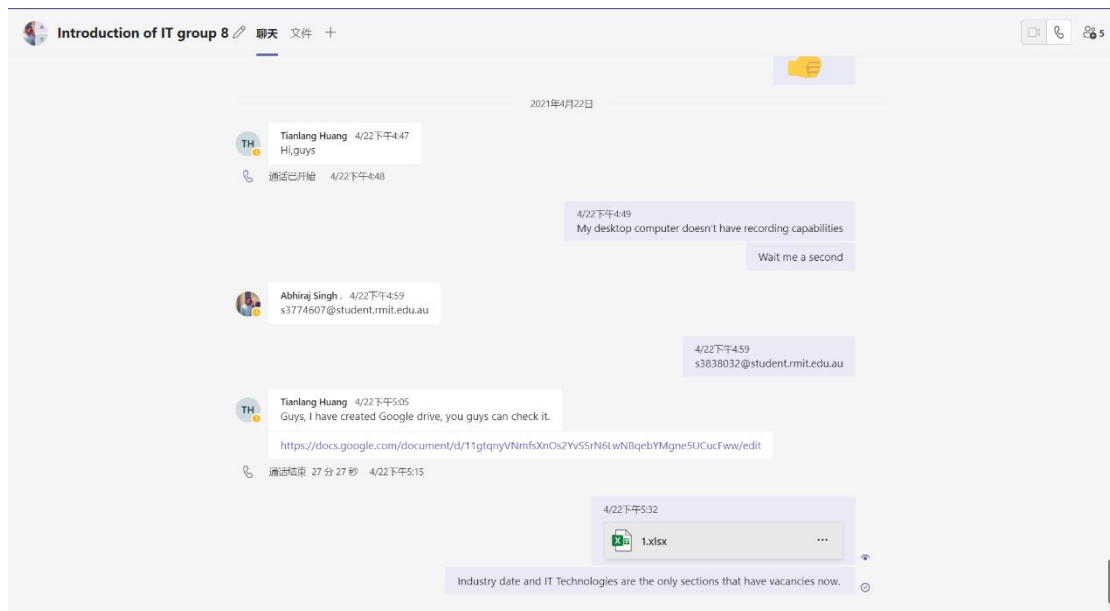 Introduction of IT group 8 聊天 文件
5
2021年4月22日
TH
Tianlang Huang 4/22下午4:47
Hi,guys
通话已开始 4/22下午4:48
4/22下午4:49
My desktop computer doesn't have recording capabilities
Wait me a second
Abhiraj Singh . 4/22下午4:59
s3774607@student.rmit.edu.au
4/22下午4:59
s3838032@student.rmit.edu.au
TH
Tianlang Huang 4/22下午5:05
Guys, I have created Google drive, you guys can check it.
https://docs.google.com/document/d/11gtqnyVNmfsXnOs2YvSSrN6LwNBqebYMgne5UCucFww/edit
通话结束 27 分 27 秒 4/22下午5:15
4/22下午5:32
1.xlsx
Industry date and IT Technologies are the only sections that have vacancies now.